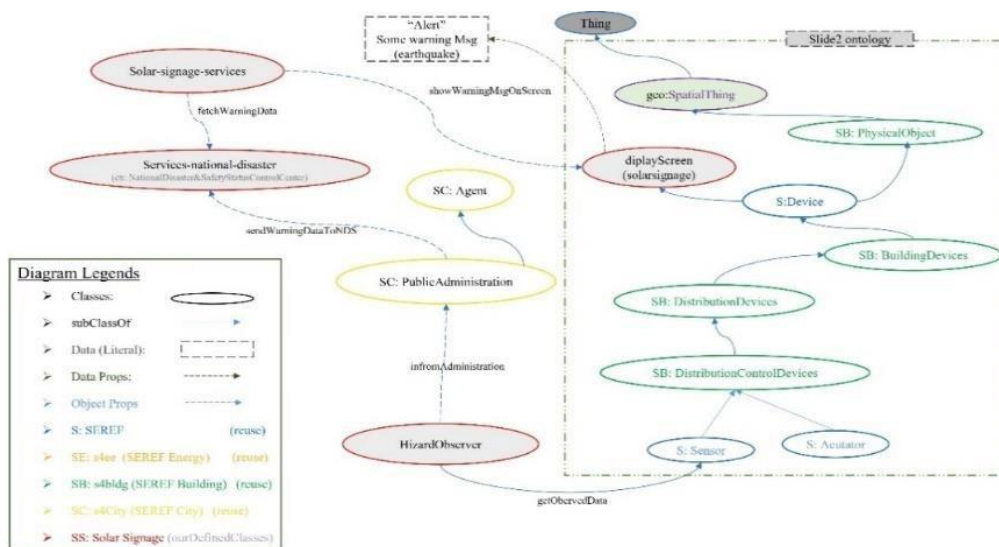 Thing
Slide2 ontology
"Alert"
Some warning Msg
(earthquake)
Solar-signage-services
showWarningMsgOnScreen
geo:SpatialThing
fetchWarningData
SB: PhysicalObject
Services-national-disaster
NationalDisaster&SafetyStatusControlCenter)
diplayScreen
(solarsignage)
SC: Agent
S:Device
sendWarningDataToNDS
SB: BuildingDevices
SC: PublicAdministration
SB: DistributionDevices
infromAdministration
SB: DistributionControlDevices
HizardObserver
S: Sensor
S: Acutator
getObervedData
Diagram Legends
➢ Classes:
➢ subClassOf
➢ Data (Literal):
➢ Data Props:
➢ Object Props
➢ S: SEREF (reuse)
➢ SE: s4ee (SEREF Energy) (reuse)
➢ SB: s4bldg (SEREF Building) (reuse)
➢ SC: s4City (SEREF City) (reuse)
➢ SS: Solar Signage (ourDefinedClasses)